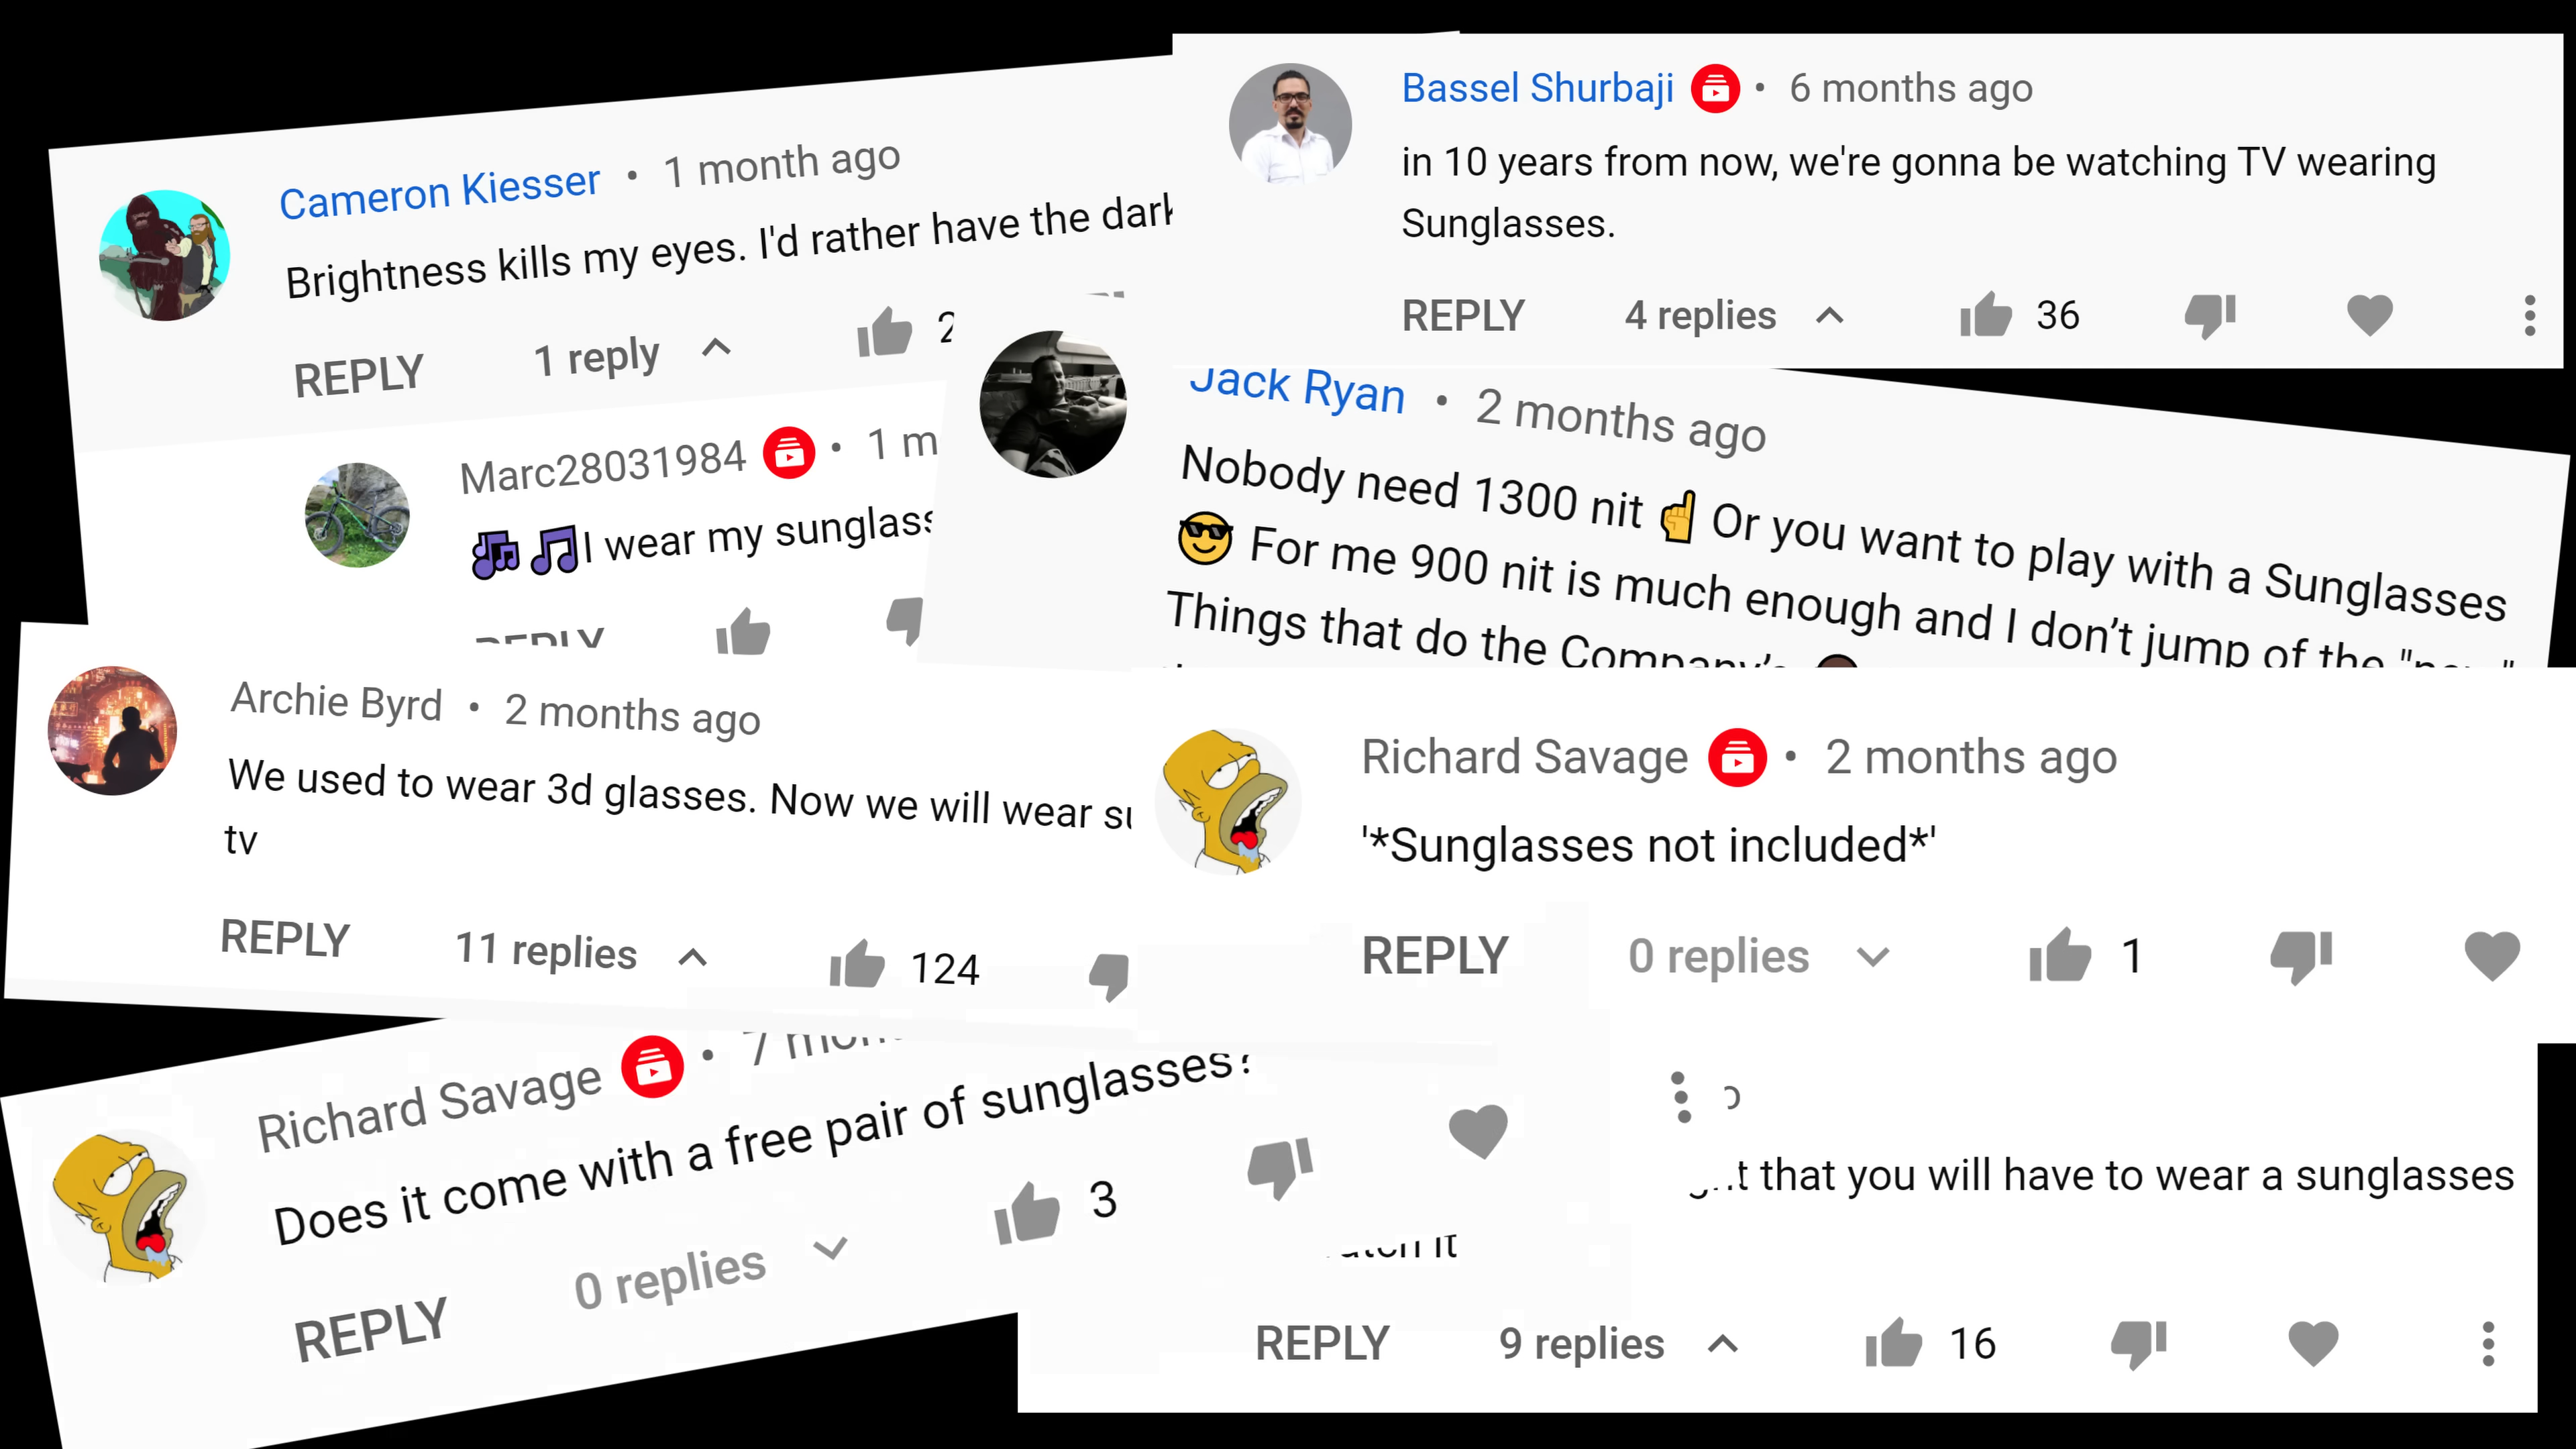 Cameron Kiesser • 1 month ago
Brightness kills my eyes. I'd rather have the dark
REPLY 1 reply 2
Marc28031984 • 1 m
🎶 🎵I wear my sunglass
REPLY
Bassel Shurbaji • 6 months ago
in 10 years from now, we're gonna be watching TV wearing
Sunglasses.
REPLY 4 replies 36
Jack Ryan • 2 months ago
Nobody need 1300 nit ☝ Or you want to play with a Sunglasses
😎 For me 900 nit is much enough and I don't jump of the
Things that do the Company's
Archie Byrd • 2 months ago
We used to wear 3d glasses. Now we will wear
tv
REPLY 11 replies 124
Richard Savage • 2 months ago
'*Sunglasses not included*'
REPLY 0 replies 1
Richard Savage • 7
Does it come with a free pair of sunglasses?
REPLY 0 replies 3
that you will have to wear a sunglasses
it
REPLY 9 replies 16